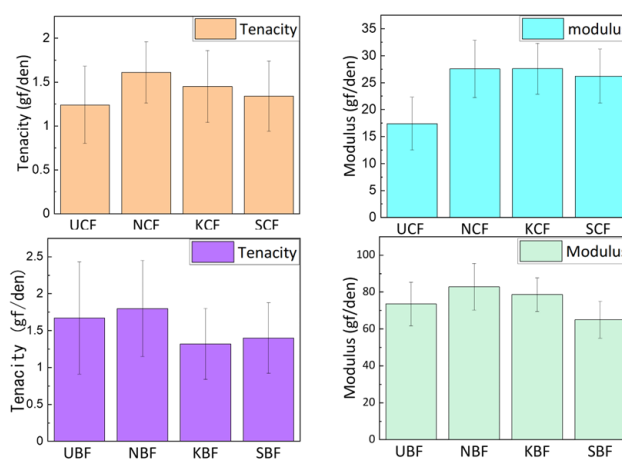 Tenacity
Tenacity (gf/den)
2
1.5
1
0.5
0
UCF NCF KCF SCF
modulus
Modulus (gf/den)
35
30
25
20
15
10
5
0
UCF NCF KCF SCF
Tenacity
Tenacity (gf/den)
2.5
2
1.5
1
0.5
0
UBF NBF KBF SBF
Modulus
Modulus (gf/den)
100
80
60
40
20
0
UBF NBF KBF SBF